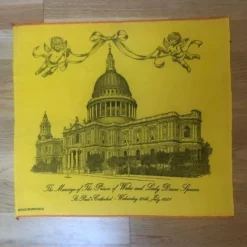 The Marriage of The Prince of Wales and Lady Diana Spencer
St. Paul's Cathedral - Wednesday 29th, July 1981